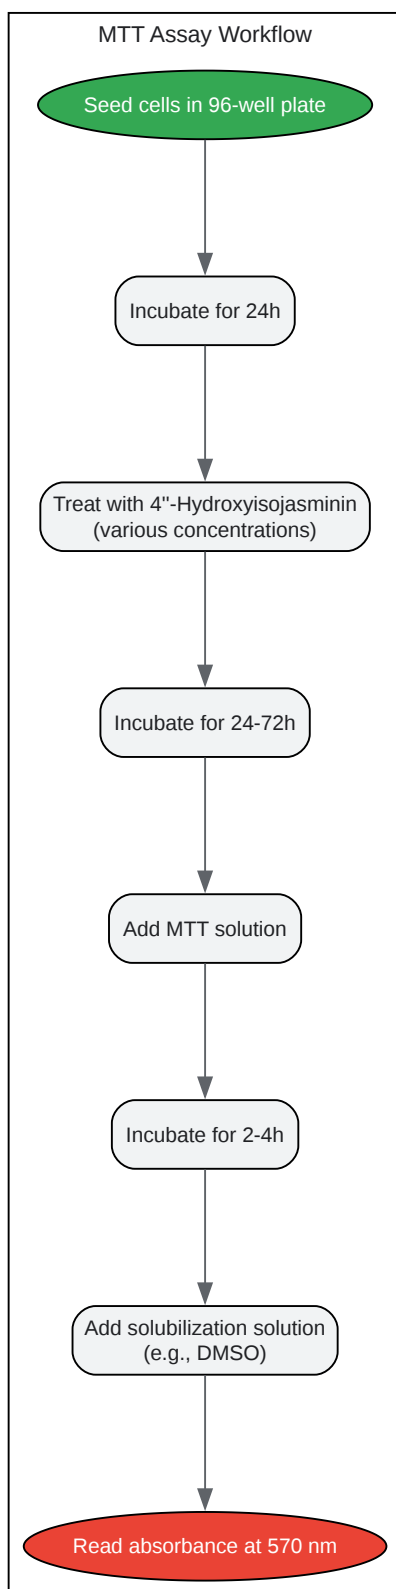 MTT Assay Workflow
Seed cells in 96-well plate
Incubate for 24h
Treat with 4''-Hydroxyisojasminin
(various concentrations)
Incubate for 24-72h
Add MTT solution
Incubate for 2-4h
Add solubilization solution
(e.g., DMSO)
Read absorbance at 570 nm